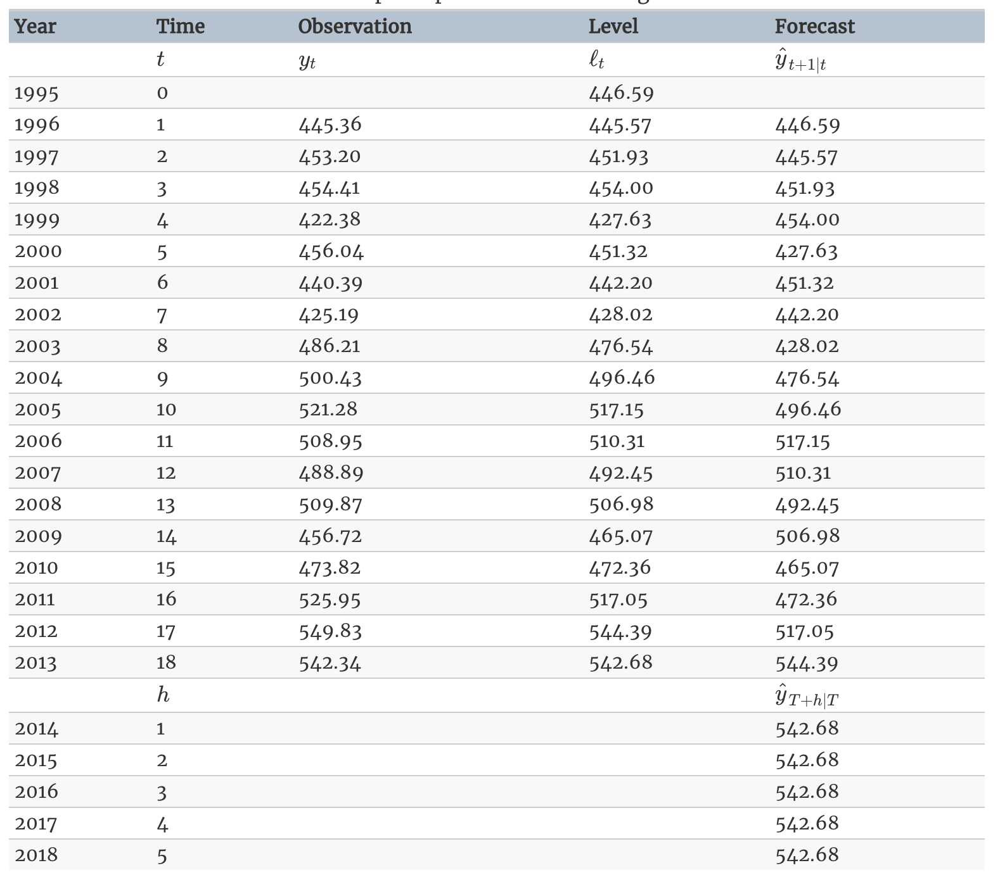 Year Time Observation Level Forecast
t y_t ℓ_t ŷ_{t+1|t}
1995 0 446.59
1996 1 445.36 445.57 446.59
1997 2 453.20 451.93 445.57
1998 3 454.41 454.00 451.93
1999 4 422.38 427.63 454.00
2000 5 456.04 451.32 427.63
2001 6 440.39 442.20 451.32
2002 7 425.19 428.02 442.20
2003 8 486.21 476.54 428.02
2004 9 500.43 496.46 476.54
2005 10 521.28 517.15 496.46
2006 11 508.95 510.31 517.15
2007 12 488.89 492.45 510.31
2008 13 509.87 506.98 492.45
2009 14 456.72 465.07 506.98
2010 15 473.82 472.36 465.07
2011 16 525.95 517.05 472.36
2012 17 549.83 544.39 517.05
2013 18 542.34 542.68 544.39
h ŷ_{T+h|T}
2014 1 542.68
2015 2 542.68
2016 3 542.68
2017 4 542.68
2018 5 542.68